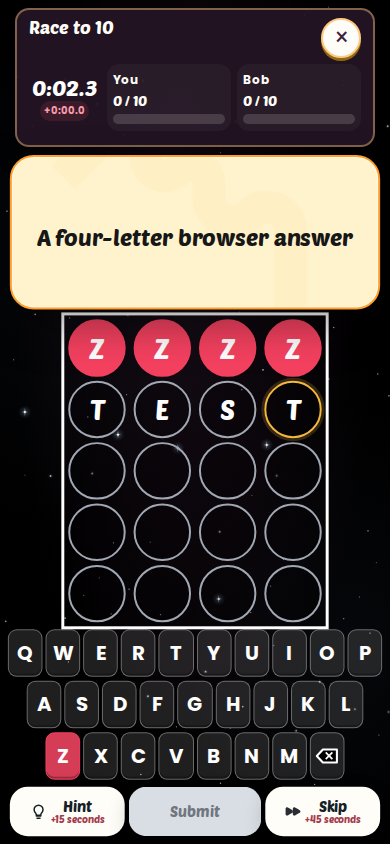 Race to 10
×
0:02.3
+0:00.0
You
0 / 10
Bob
0 / 10
A four-letter browser answer
Z Z Z Z
T E S T
Q W E R T Y U I O P
A S D F G H J K L
Z X C V B N M
Hint
+15 seconds
Submit
Skip
+45 seconds